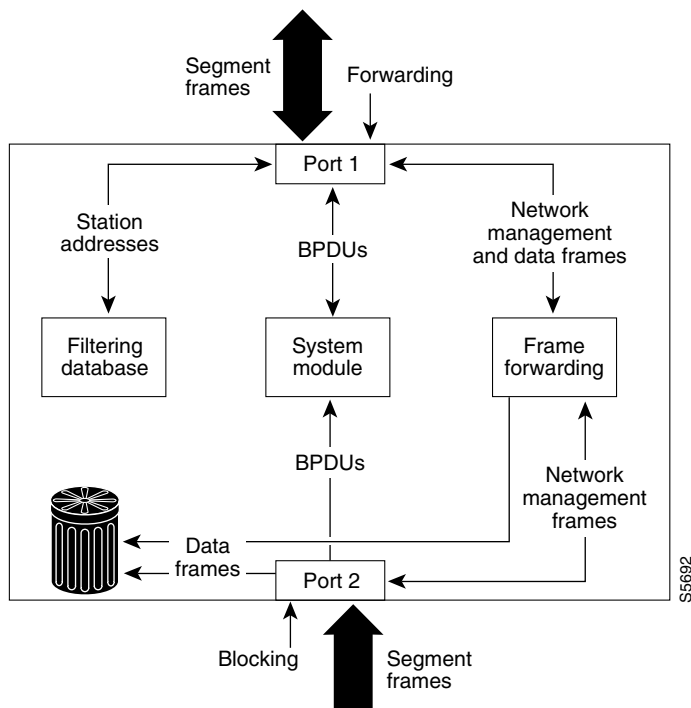 Segment
frames
Forwarding
Port 1
Station
addresses
BPDUs
Network
management
and data frames
Filtering
database
System
module
Frame
forwarding
BPDUs
Network
management
frames
Data
frames
Port 2
Blocking
Segment
frames
S5692